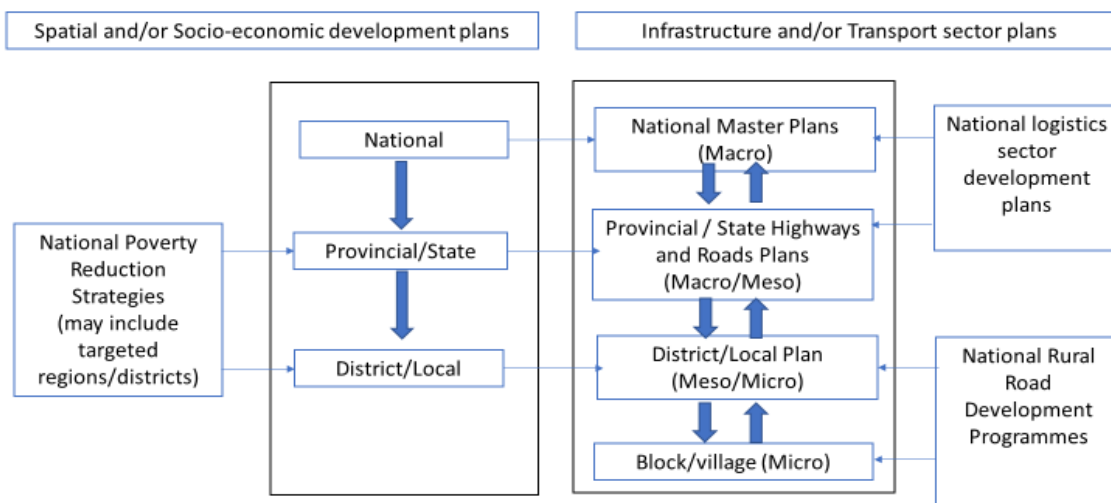 Spatial and/or Socio-economic development plans
Infrastructure and/or Transport sector plans
National
National Master Plans
(Macro)
National logistics
sector
development
plans
National Poverty
Reduction
Strategies
(may include
targeted
regions/districts)
Provincial/State
Provincial / State Highways
and Roads Plans
(Macro/Meso)
District/Local
District/Local Plan
(Meso/Micro)
National Rural
Road
Development
Programmes
Block/village (Micro)